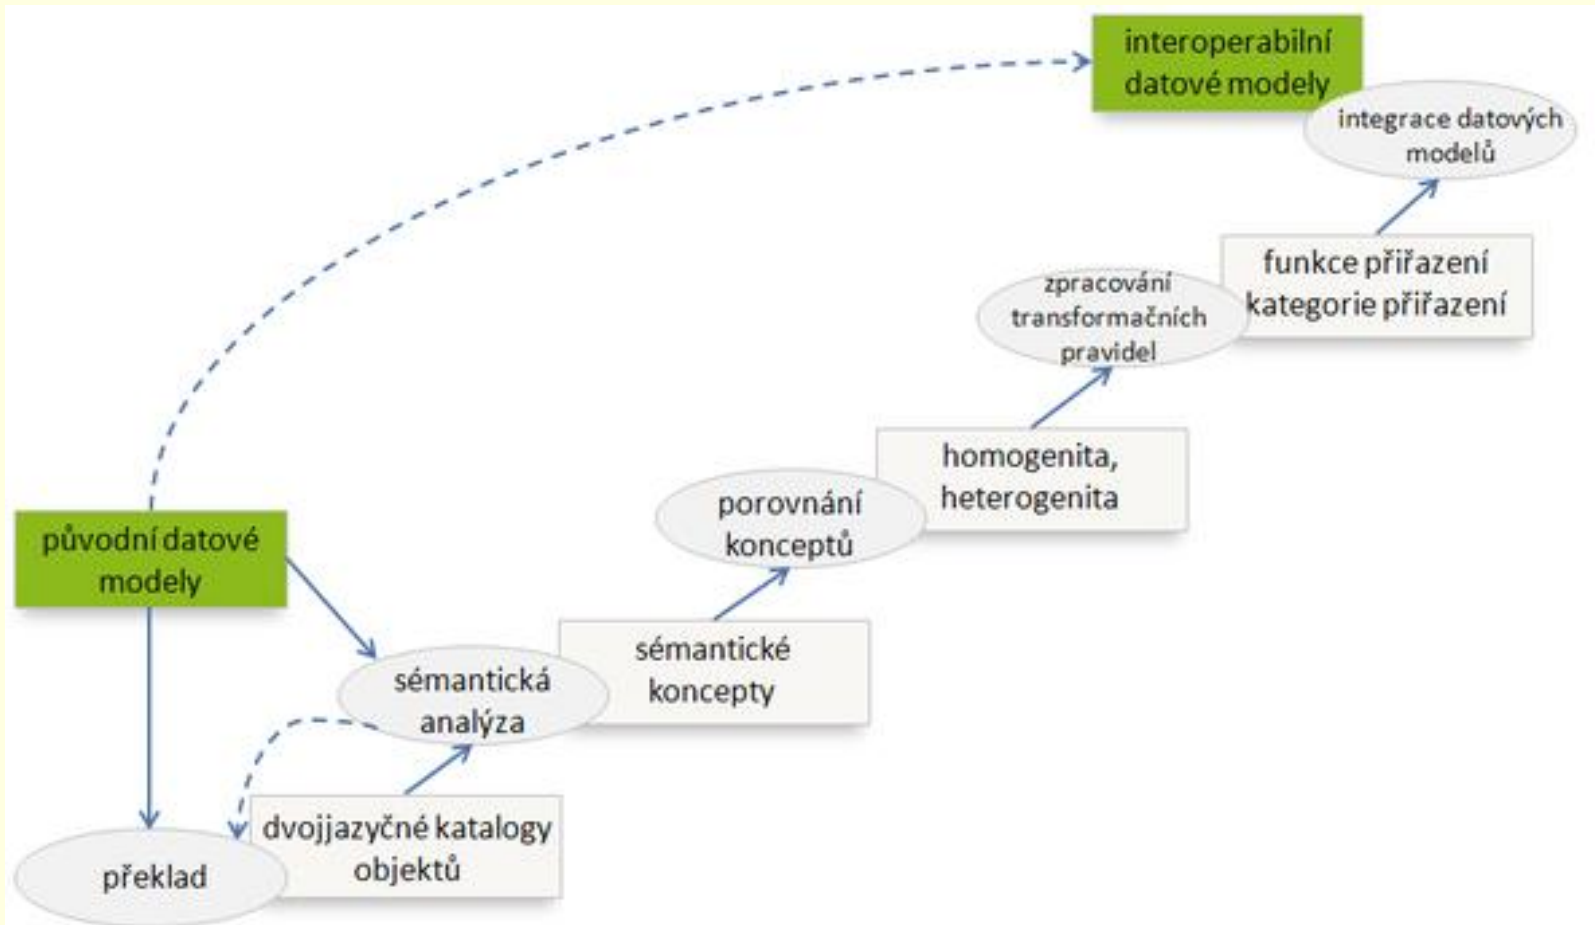 interoperabilní
datové modely
integrace datových
modelů
funkce přiřazení
kategorie přiřazení
zpracování
transformačních
pravidel
homogenita,
heterogenita
porovnání
konceptů
původní datové
modely
sémantické
koncepty
sémantická
analýza
dvojjazyčné katalogy
objektů
překlad